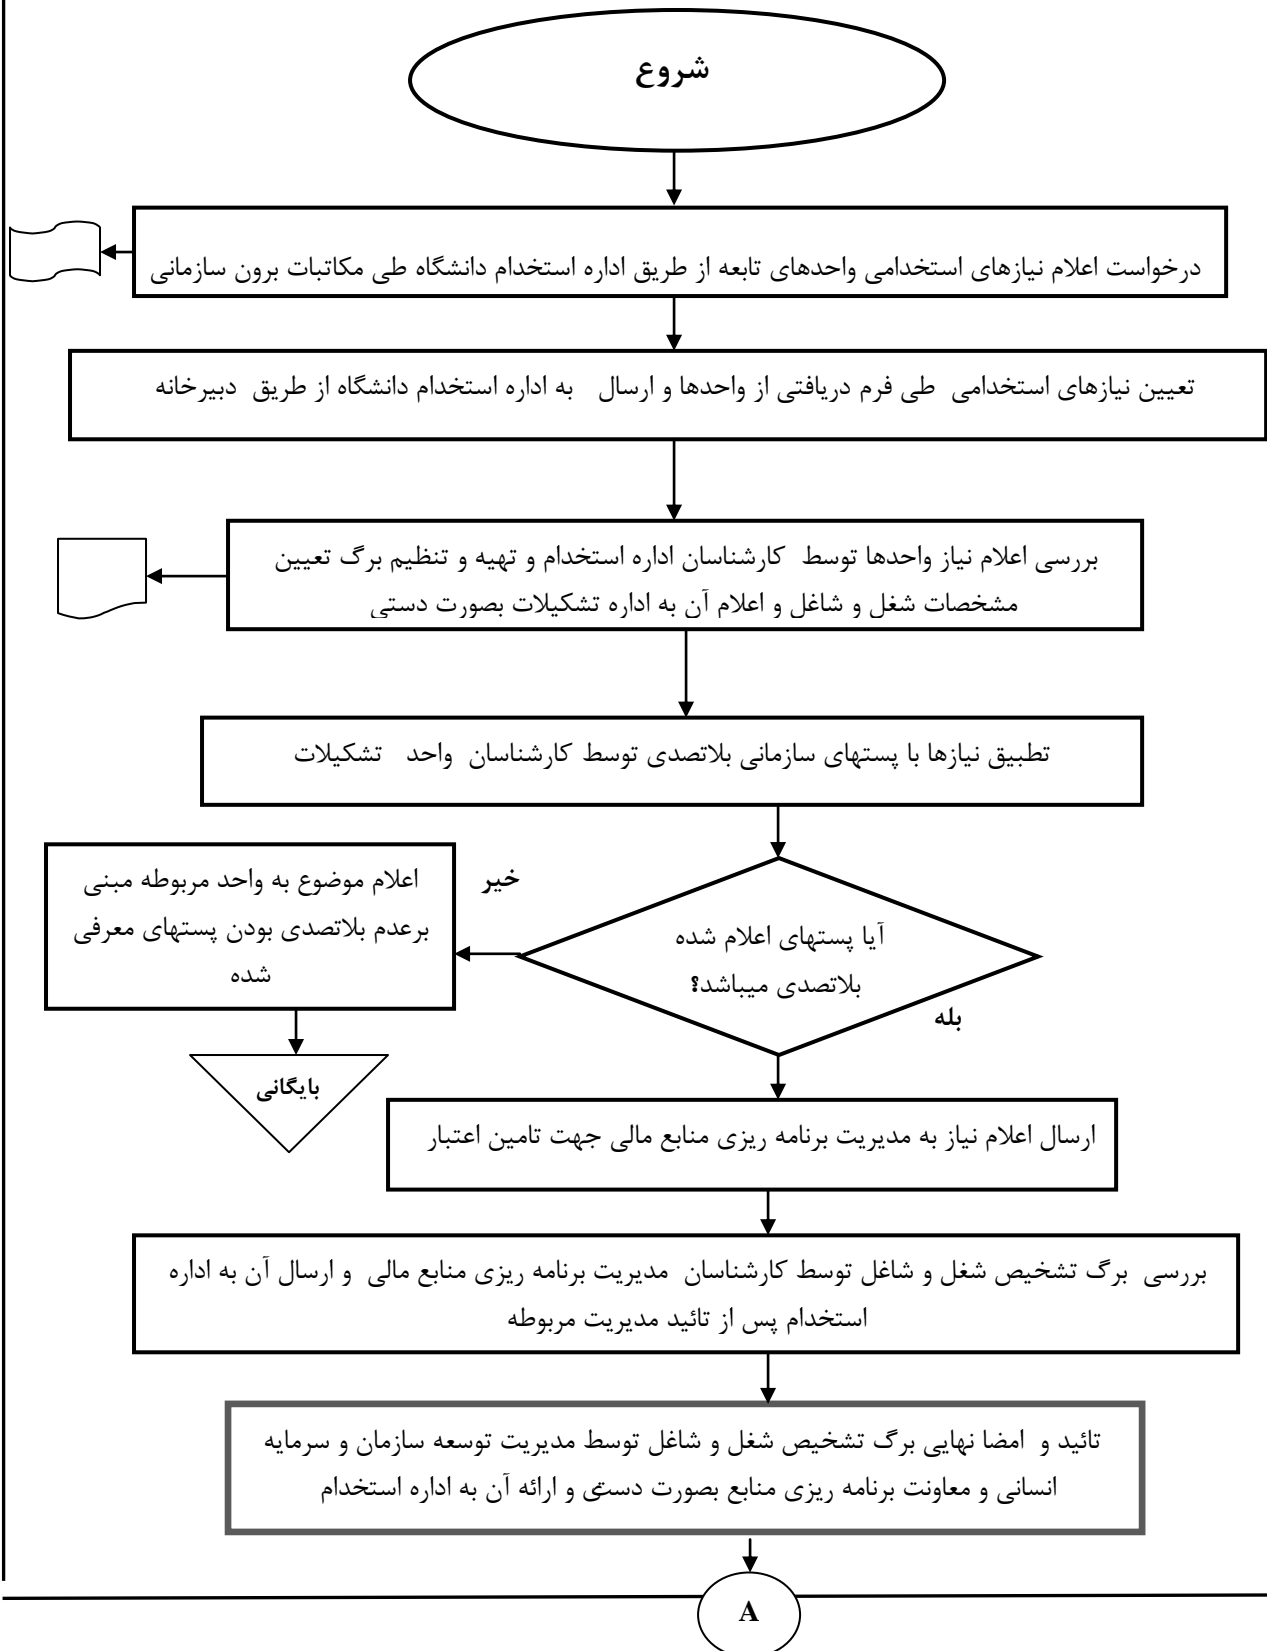 شروع
درخواست اعلام نیازهای استخدامی واحدهای تابعه از طریق اداره استخدام دانشگاه طی مکاتبات برون سازمانی
تعیین نیازهای استخدامی طی فرم دریافتی از واحدها و ارسال به اداره استخدام دانشگاه از طریق دبیرخانه
بررسی اعلام نیاز واحدها توسط کارشناسان اداره استخدام و تهیه و تنظیم برگ تعیین
مشخصات شغل و شاغل و اعلام آن به اداره تشکیلات بصورت دستی
تطبیق نیازها با پستهای سازمانی بلاتصدی توسط کارشناسان واحد تشکیلات
آیا پستهای اعلام شده
بلاتصدی میباشد؟
خیر
اعلام موضوع به واحد مربوطه مبنی
برعدم بلاتصدی بودن پستهای معرفی
شده
بایگانی
بله
ارسال اعلام نیاز به مدیریت برنامه ریزی منابع مالی جهت تامین اعتبار
بررسی برگ تشخیص شغل و شاغل توسط کارشناسان مدیریت برنامه ریزی منابع مالی و ارسال آن به اداره
استخدام پس از تائید مدیریت مربوطه
تائید و امضا نهایی برگ تشخیص شغل و شاغل توسط مدیریت توسعه سازمان و سرمایه
انسانی و معاونت برنامه ریزی منابع بصورت دستی و ارائه آن به اداره استخدام
A